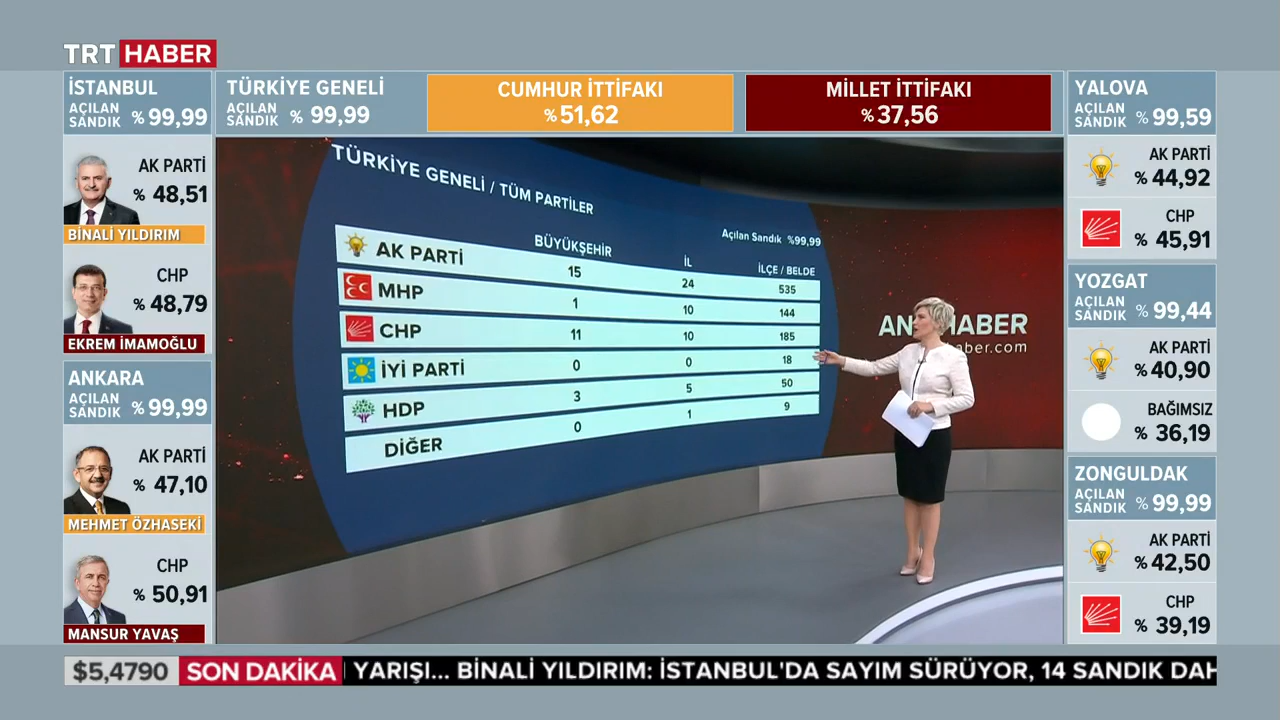 TRT HABER
İSTANBUL
AÇILAN SANDIK % 99,99
AK PARTİ
% 48,51
BİNALİ YILDIRIM
CHP
% 48,79
EKREM İMAMOĞLU
ANKARA
AÇILAN SANDIK % 99,99
AK PARTİ
% 47,10
MEHMET ÖZHASEKİ
CHP
% 50,91
MANSUR YAVAŞ
TÜRKİYE GENELİ
AÇILAN SANDIK % 99,99
CUMHUR İTTİFAKI
% 51,62
MİLLET İTTİFAKI
% 37,56
TÜRKİYE GENELİ / TÜM PARTİLER
Açılan Sandık %99,99
BÜYÜKŞEHİR İL İLÇE / BELDE
AK PARTİ 15 24 535
MHP 1 10 144
CHP 11 10 185
İYİ PARTİ 0 0 18
HDP 3 5 50
DİĞER 0 1 9
HABER
haber.com
YALOVA
AÇILAN SANDIK % 99,59
AK PARTİ
% 44,92
CHP
% 45,91
YOZGAT
AÇILAN SANDIK % 99,44
AK PARTİ
% 40,90
BAĞIMSIZ
% 36,19
ZONGULDAK
AÇILAN SANDIK % 99,99
AK PARTİ
% 42,50
CHP
% 39,19
$5,4790 SON DAKİKA YARIŞI... BİNALİ YILDIRIM: İSTANBUL'DA SAYIM SÜRÜYOR, 14 SANDIK DAH